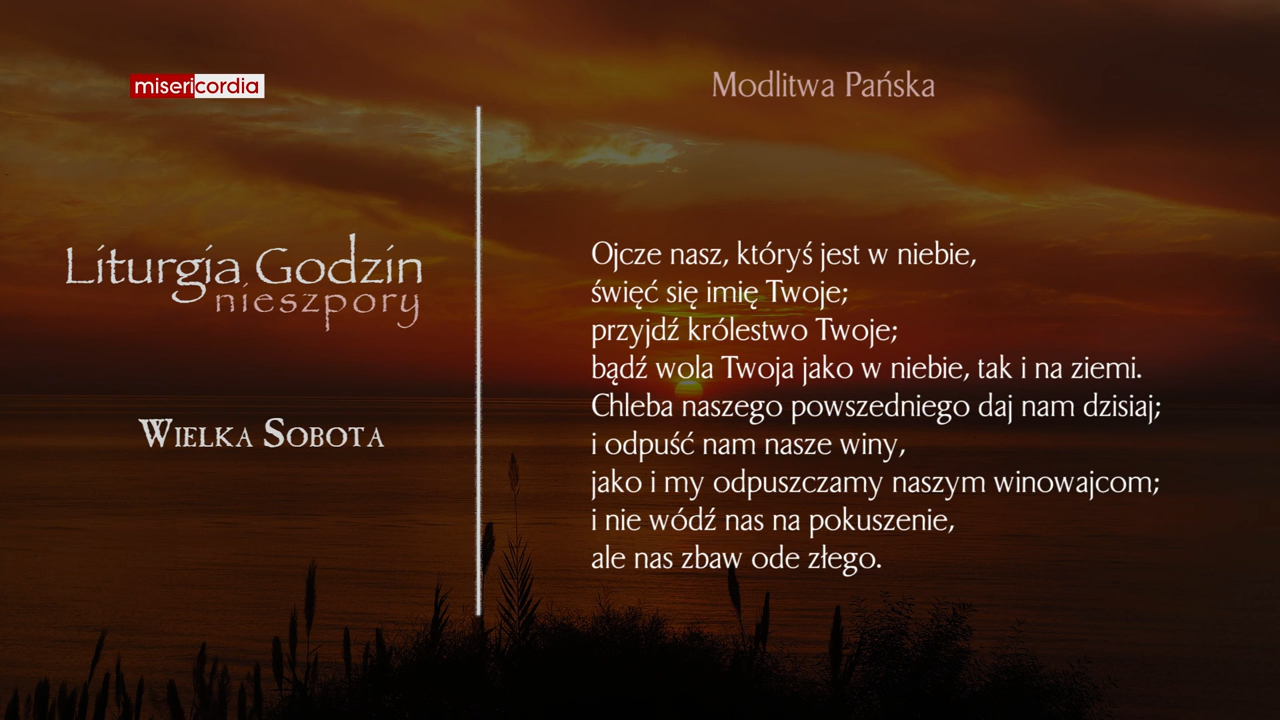 misericordia
Liturgia Godzin
nieszpory
Wielka Sobota
Modlitwa Pańska
Ojcze nasz, któryś jest w niebie,
święć się imię Twoje;
przyjdź królestwo Twoje;
bądź wola Twoja jako w niebie, tak i na ziemi.
Chleba naszego powszedniego daj nam dzisiaj;
i odpuść nam nasze winy,
jako i my odpuszczamy naszym winowajcom;
i nie wódź nas na pokuszenie,
ale nas zbaw ode złego.